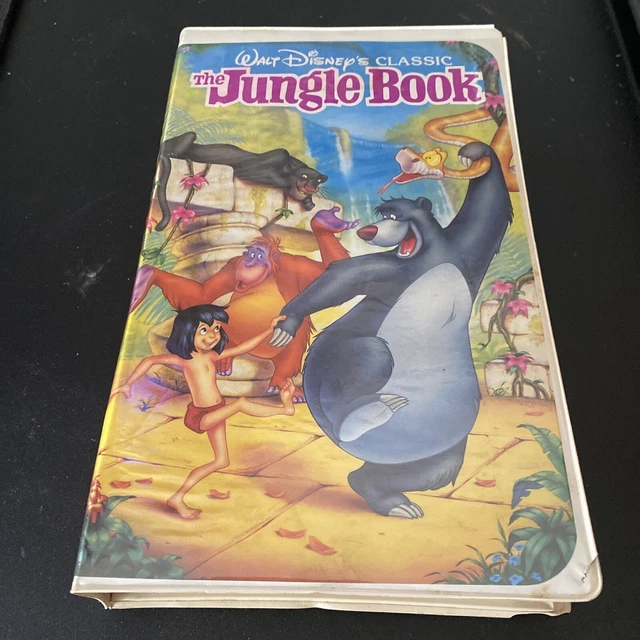 WALT DISNEY'S CLASSIC
The Jungle Book